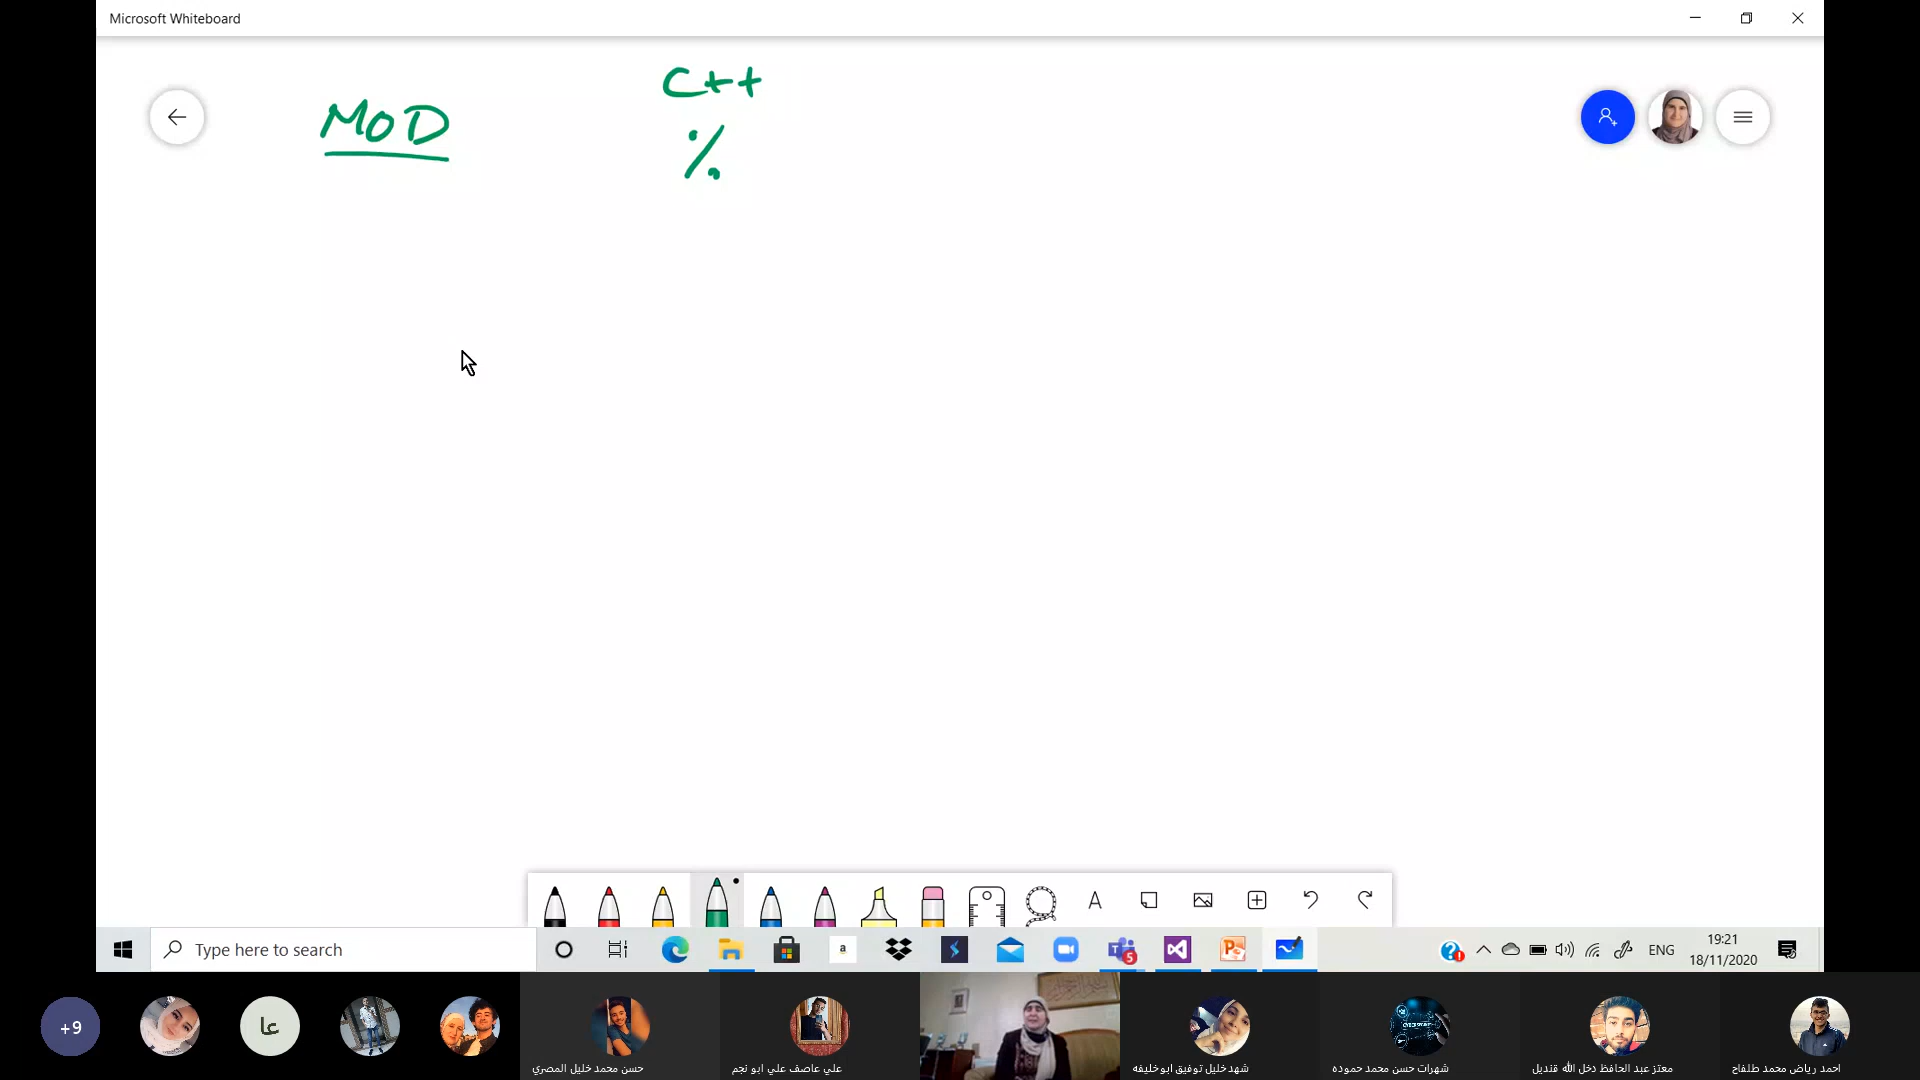 Microsoft Whiteboard
C++
MOD
%
A
Type here to search
a
5
ENG
19:21
18/11/2020
+9
عا
حسن محمد خليل المصري
علي عاصف علي ابو نجم
شهد خليل توفيق ابوخليفه
شهرات حسن محمد حموده
معتز عبد الحافظ دخل الله قنديل
احمد رياض محمد طلفاح